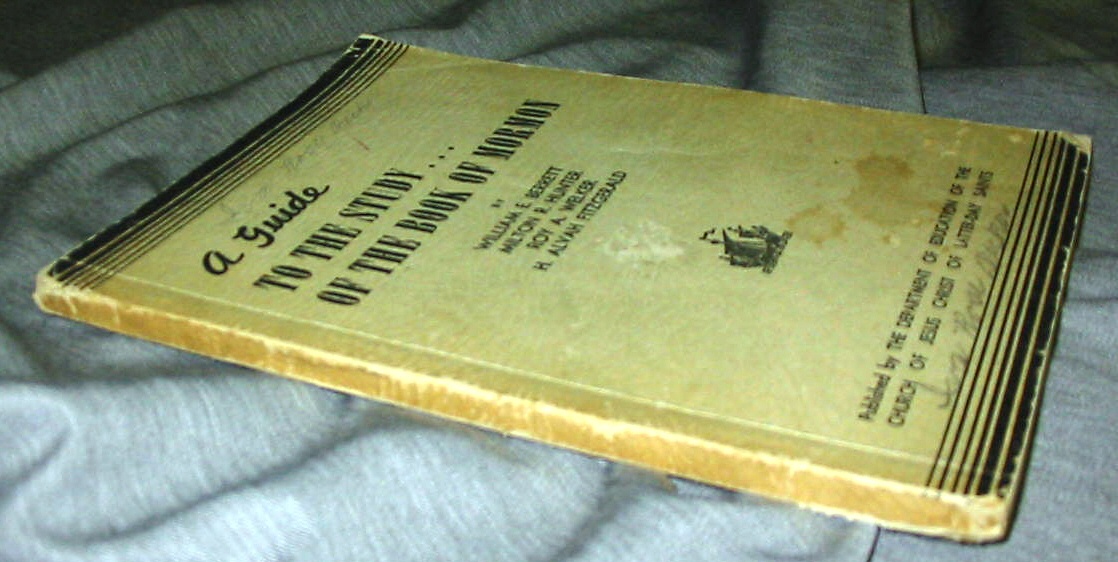 A Guide
TO THE STUDY ...
OF THE BOOK OF MORMON
BY
WILLIAM E. BERRETT
MILTON R. HUNTER
ROY A. WELKER
H. ALVAH FITZGERALD
Published by THE DEPARTMENT OF EDUCATION OF THE
CHURCH OF JESUS CHRIST OF LATTER-DAY SAINTS